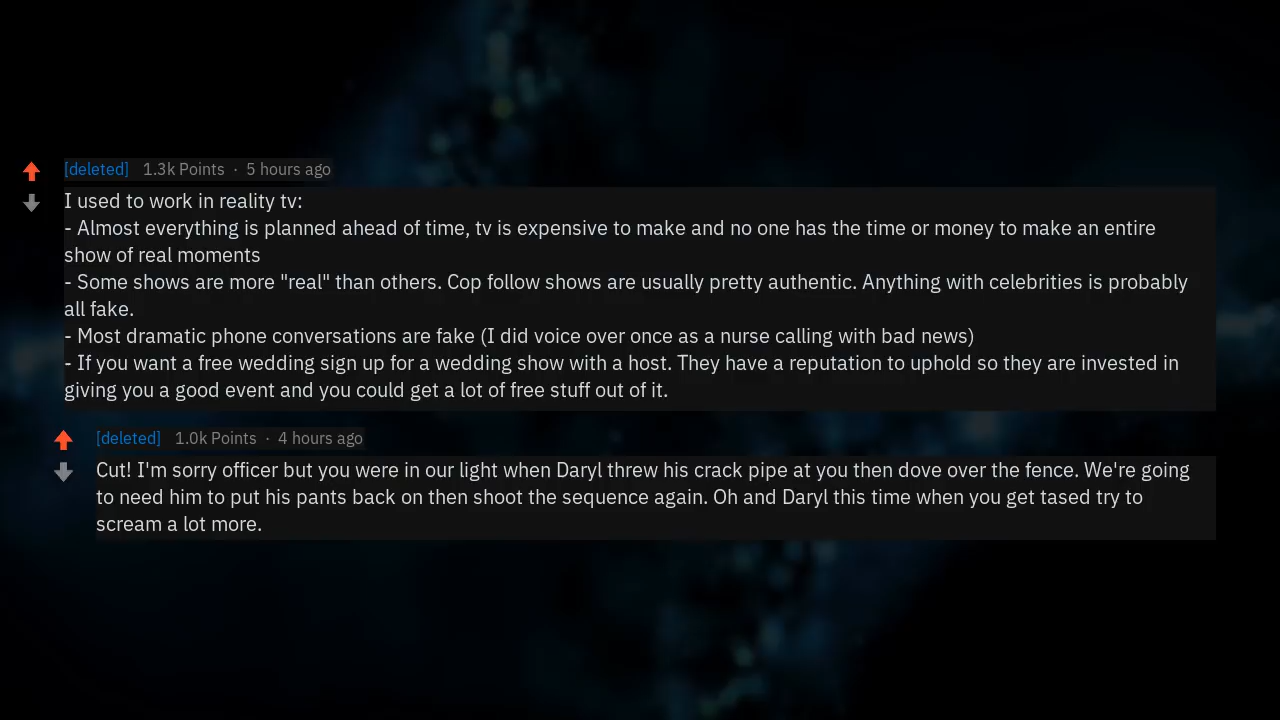 [deleted] 1.3k Points · 5 hours ago
I used to work in reality tv:
- Almost everything is planned ahead of time, tv is expensive to make and no one has the time or money to make an entire
show of real moments
- Some shows are more "real" than others. Cop follow shows are usually pretty authentic. Anything with celebrities is probably
all fake.
- Most dramatic phone conversations are fake (I did voice over once as a nurse calling with bad news)
- If you want a free wedding sign up for a wedding show with a host. They have a reputation to uphold so they are invested in
giving you a good event and you could get a lot of free stuff out of it.
[deleted] 1.0k Points · 4 hours ago
Cut! I'm sorry officer but you were in our light when Daryl threw his crack pipe at you then dove over the fence. We're going
to need him to put his pants back on then shoot the sequence again. Oh and Daryl this time when you get tased try to
scream a lot more.